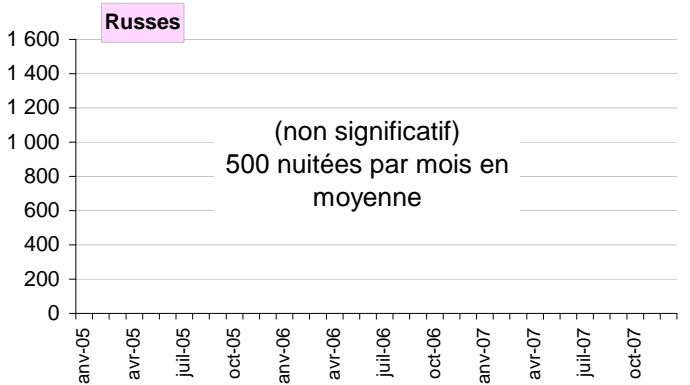 Russes
1 600
1 400
1 200
1 000
800
600
400
200
0
(non significatif)
500 nuitées par mois en
moyenne
anv-05
avr-05
juil-05
oct-05
anv-06
avr-06
juil-06
oct-06
anv-07
avr-07
juil-07
oct-07